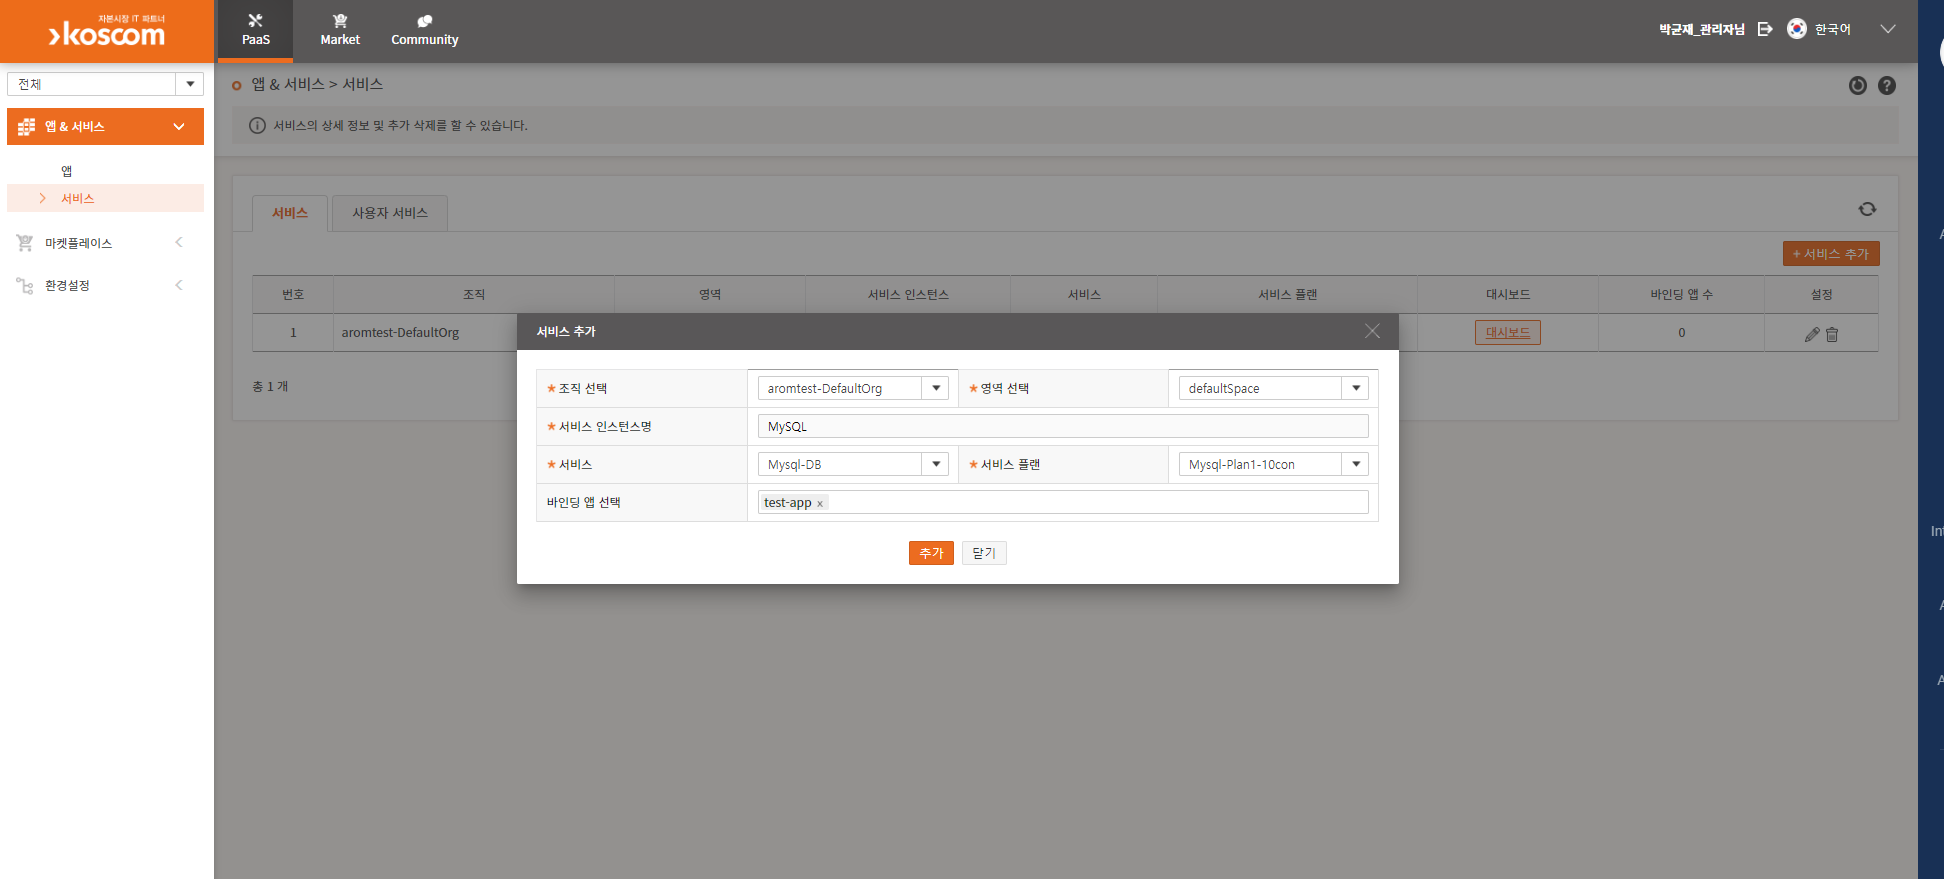 자본시장 IT 파트너
koscom
PaaS
Market
Community
박균재_관리자님
한국어
전체
앱 & 서비스
앱
서비스
마켓플레이스
환경설정
앱 & 서비스 > 서비스
서비스의 상세 정보 및 추가 삭제를 할 수 있습니다.
서비스
사용자 서비스
+ 서비스 추가
번호 조직 영역 서비스 인스턴스 서비스 서비스 플랜 대시보드 바인딩 앱 수 설정
1 aromtest-DefaultOrg 대시보드 0
총 1 개
서비스 추가
* 조직 선택 aromtest-DefaultOrg * 영역 선택 defaultSpace
* 서비스 인스턴스명 MySQL
* 서비스 Mysql-DB * 서비스 플랜 Mysql-Plan1-10con
바인딩 앱 선택 test-app x
추가 닫기